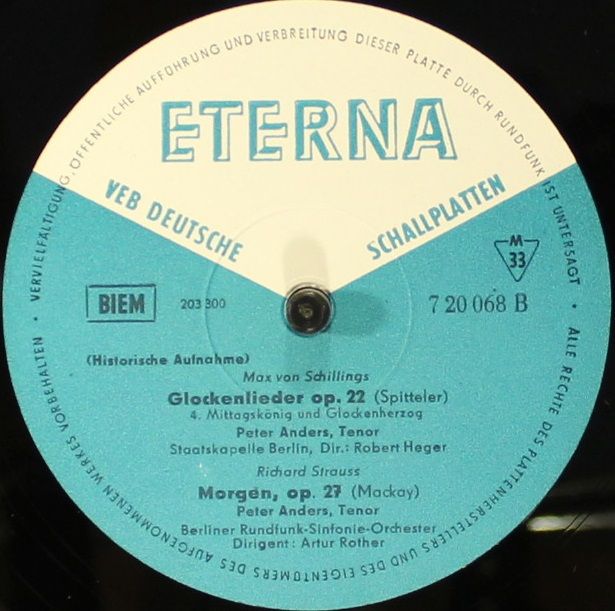 ALLE RECHTE DES PLATTENHERSTELLERS UND DES EIGENTÜMERS DES AUFGENOMMENEN WERKES VORBEHALTEN • VERVIELFÄLTIGUNG, ÖFFENTLICHE AUFFÜHRUNG UND VERBREITUNG DIESER PLATTE DURCH RUNDFUNK IST UNTERSAGT •
ETERNA
VEB DEUTSCHE SCHALLPLATTEN
M
33
BIEM
203 300
7 20 068 B
(Historische Aufnahme)
Max von Schillings
Glockenlieder op. 22 (Spitteler)
4. Mittagskönig und Glockenherzog
Peter Anders, Tenor
Staatskapelle Berlin, Dir.: Robert Heger
Richard Strauss
Morgen, op. 27 (Mackay)
Peter Anders, Tenor
Berliner Rundfunk-Sinfonie-Orchester
Dirigent: Artur Rother